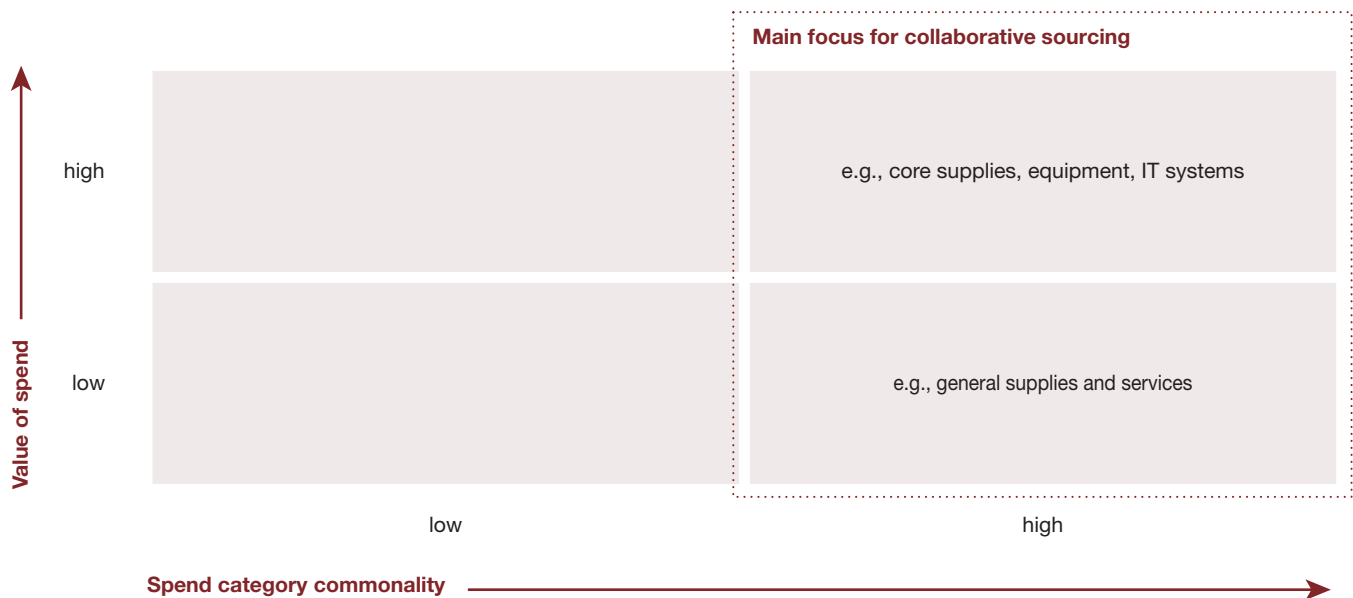 Main focus for collaborative sourcing
high
e.g., core supplies, equipment, IT systems
Value of spend
low
e.g., general supplies and services
low
high
Spend category commonality